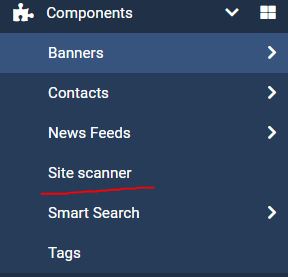 Components
Banners
Contacts
News Feeds
Site scanner
Smart Search
Tags